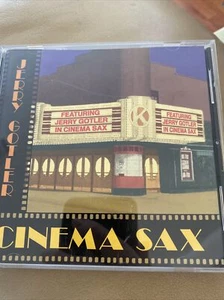 JERRY GOTLER
FEATURING
JERRY GOTLER
IN CINEMA SAX
K
FEATURING
JERRY GOTLER
IN CINEMA SAX
CINEMA SAX